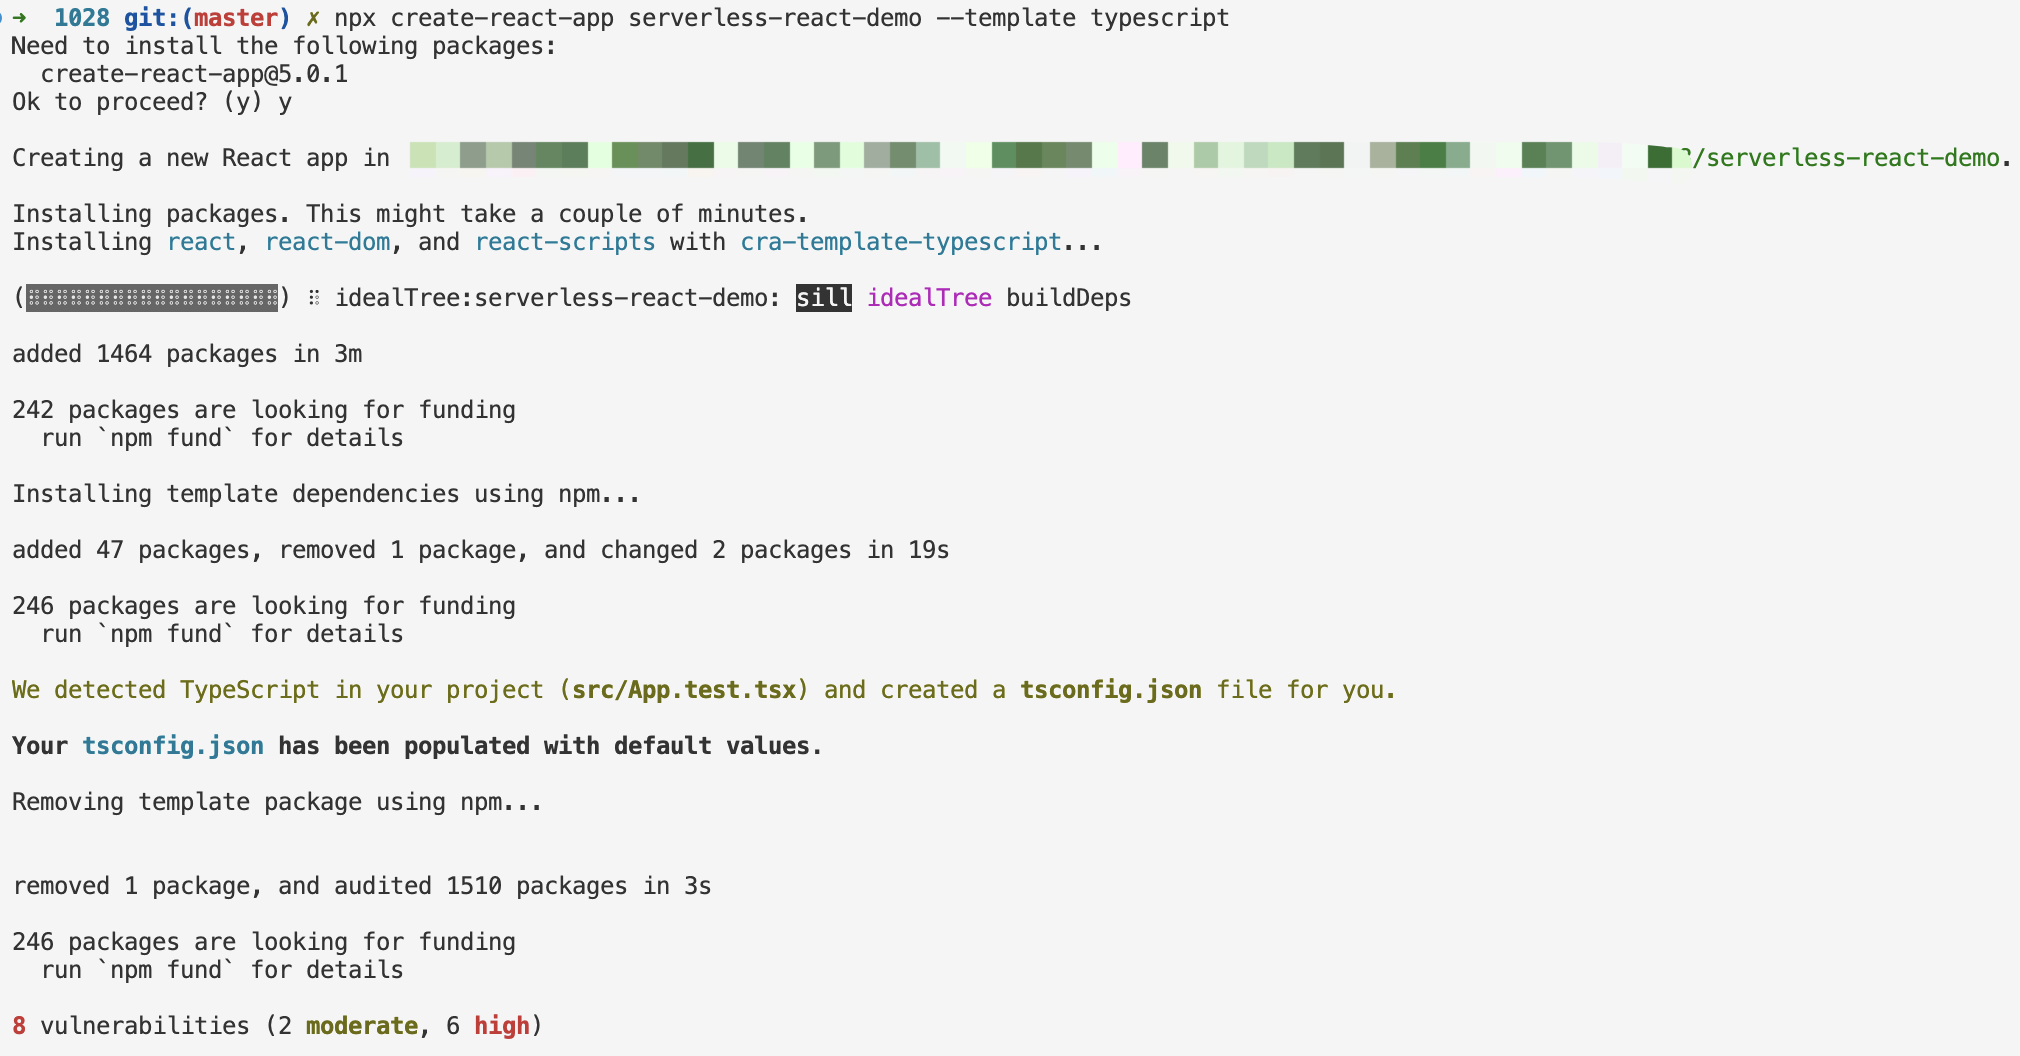 ➜  1028 git:(master) ✗ npx create-react-app serverless-react-demo --template typescript
Need to install the following packages:
  create-react-app@5.0.1
Ok to proceed? (y) y
Creating a new React app in /serverless-react-demo.
Installing packages. This might take a couple of minutes.
Installing react, react-dom, and react-scripts with cra-template-typescript...
(⠿⠿⠿⠿⠿⠿⠿⠿⠿⠿⠿⠿⠿⠿⠿⠿⠿⠿) ⠧ idealTree:serverless-react-demo: sill idealTree buildDeps
added 1464 packages in 3m
242 packages are looking for funding
  run `npm fund` for details
Installing template dependencies using npm...
added 47 packages, removed 1 package, and changed 2 packages in 19s
246 packages are looking for funding
  run `npm fund` for details
We detected TypeScript in your project (src/App.test.tsx) and created a tsconfig.json file for you.
Your tsconfig.json has been populated with default values.
Removing template package using npm...
removed 1 package, and audited 1510 packages in 3s
246 packages are looking for funding
  run `npm fund` for details
8 vulnerabilities (2 moderate, 6 high)